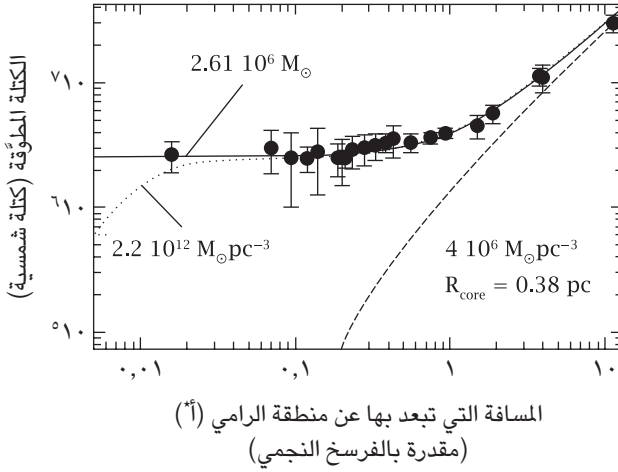 الكتلة المطوَّقة (كتلة شمسية)
٧١٠
٦١٠
٥١٠
2.61 10⁶ M☉
2.2 10¹² M☉pc⁻³
4 10⁶ M☉pc⁻³
R_core = 0.38 pc
٠,٠١ ٠,١ ١ ١٠
المسافة التي تبعد بها عن منطقة الرامي (أ*)
(مقدرة بالفرسخ النجمي)